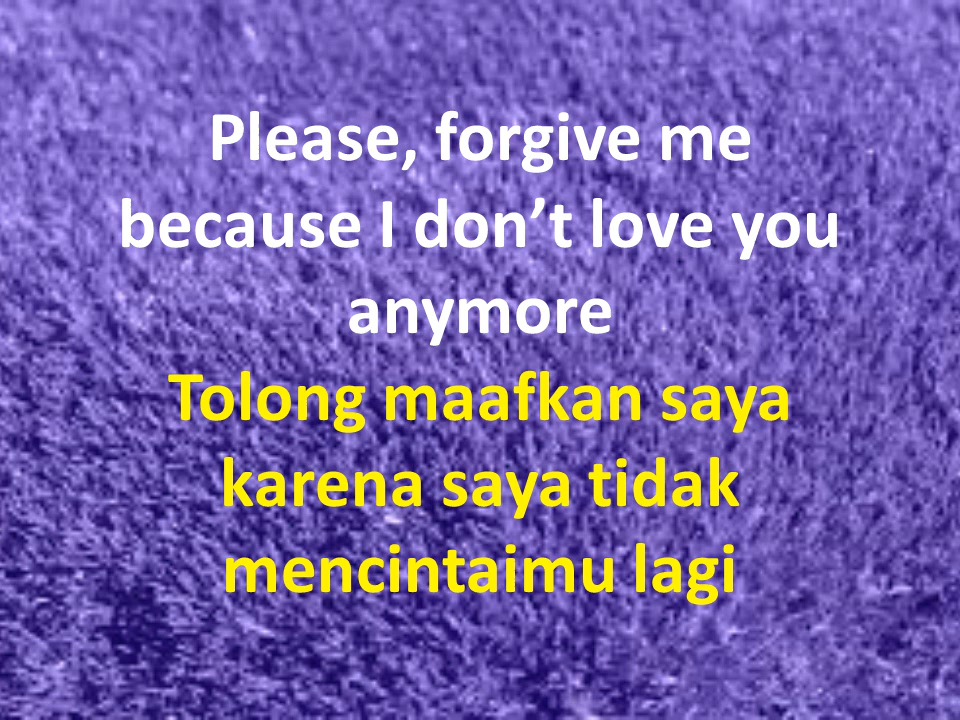 Please, forgive me
because I don’t love you
anymore
Tolong maafkan saya
karena saya tidak
mencintaimu lagi